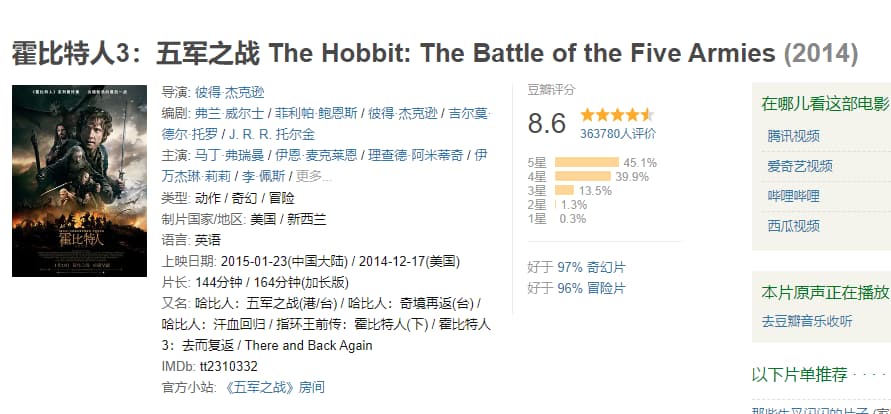 霍比特人3：五军之战 The Hobbit: The Battle of the Five Armies (2014)
霍比特人
导演: 彼得·杰克逊
编剧: 弗兰·威尔士 / 菲利帕·鲍恩斯 / 彼得·杰克逊 / 吉尔莫·
德尔·托罗 / J. R. R. 托尔金
主演: 马丁·弗瑞曼 / 伊恩·麦克莱恩 / 理查德·阿米蒂奇 / 伊
万杰琳·莉莉 / 李·佩斯 / 更多...
类型: 动作 / 奇幻 / 冒险
制片国家/地区: 美国 / 新西兰
语言: 英语
上映日期: 2015-01-23(中国大陆) / 2014-12-17(美国)
片长: 144分钟 / 164分钟(加长版)
又名: 哈比人：五军之战(港/台) / 哈比人：奇境再返(台) /
哈比人：汗血回归 / 指环王前传：霍比特人(下) / 霍比特人
3：去而复返 / There and Back Again
IMDb: tt2310332
官方小站: 《五军之战》房间
豆瓣评分
8.6
363780人评价
5星 45.1%
4星 39.9%
3星 13.5%
2星 1.3%
1星 0.3%
好于 97% 奇幻片
好于 96% 冒险片
在哪儿看这部电影
腾讯视频
爱奇艺视频
哔哩哔哩
西瓜视频
本片原声正在播放
去豆瓣音乐收听
以下片单推荐 · · · ·